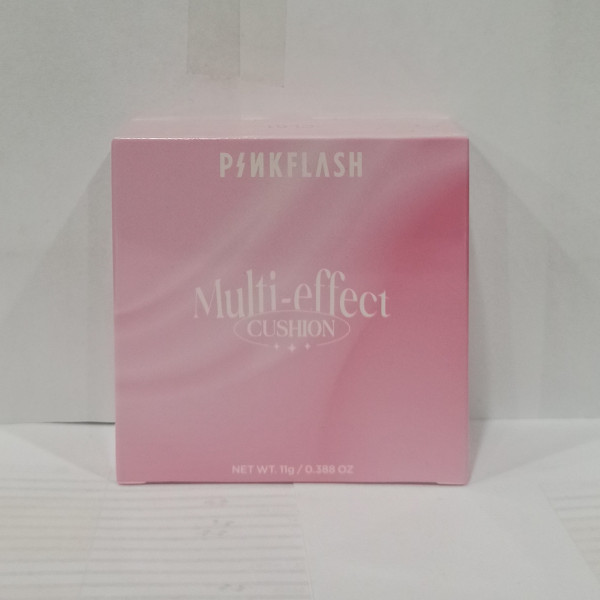 PINKFLASH
Multi-effect
CUSHION
NET WT. 11g / 0.388 OZ